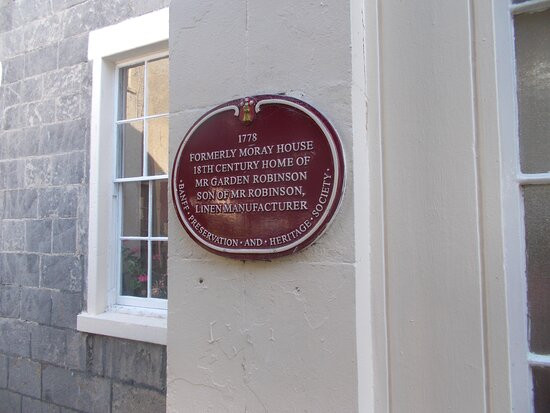 1778
FORMERLY MORAY HOUSE
18TH CENTURY HOME OF
MR GARDEN ROBINSON
SON OF MR ROBINSON,
LINEN MANUFACTURER
· BANFF · PRESERVATION · AND · HERITAGE · SOCIETY ·